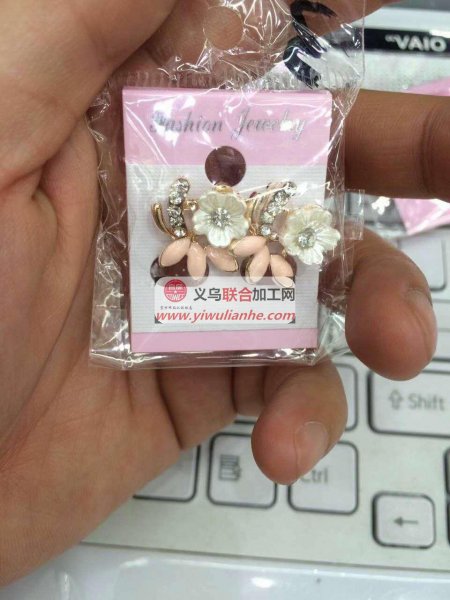 "VAIO
Fashion Jewelry
义乌联合加工网
www.yiwulianhe.com
⇧ Shift
Ctrl
←